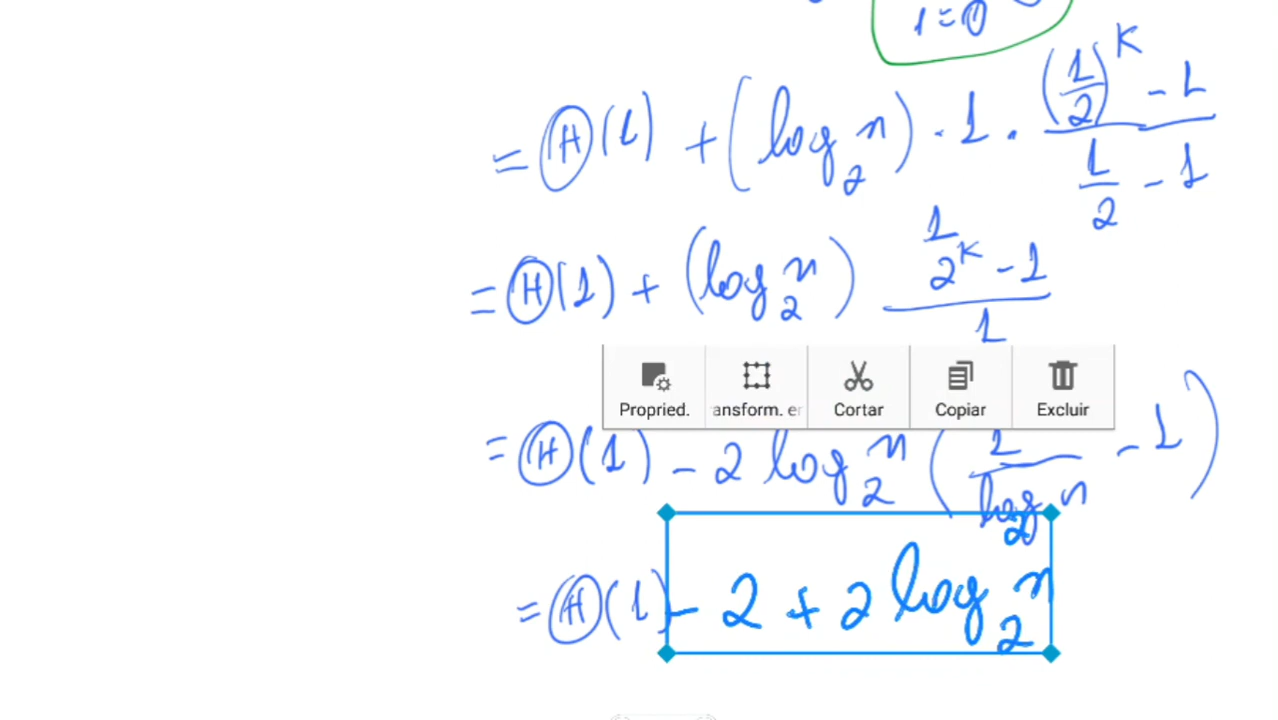 i=0
= Θ(1) + (log₂ n) · 1 · ((1/2)^K - 1)/(1/2 - 1)
= Θ(1) + (log₂ n) (1/2^K - 1)/1
Propried. ansform. er Cortar Copiar Excluir
= Θ(1) - 2 log₂ n (1/log₂ n - 1)
= Θ(1) - 2 + 2 log₂ n